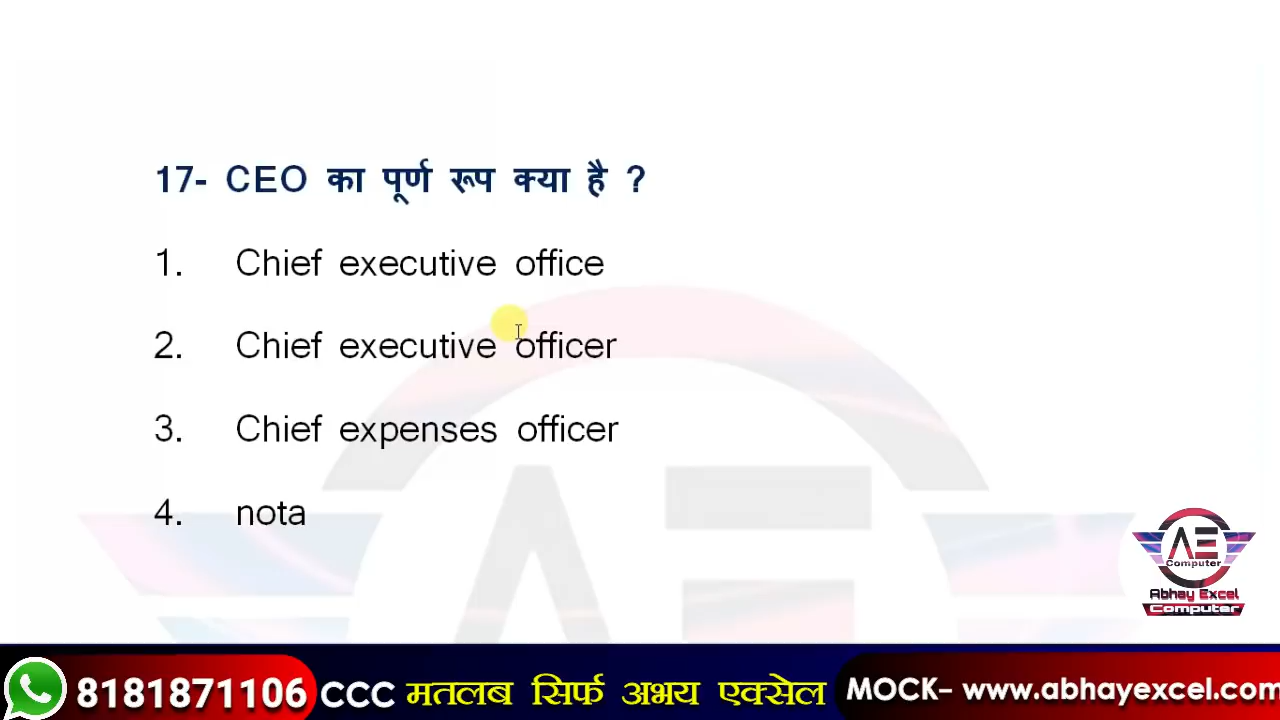 17- CEO का पूर्ण रूप क्या है ?
1. Chief executive office
2. Chief executive officer
3. Chief expenses officer
4. nota
AE
Computer
Abhay Excel
Computer
8181871106 CCC मतलब सिर्फ अभय एक्सेल MOCK- www.abhayexcel.com